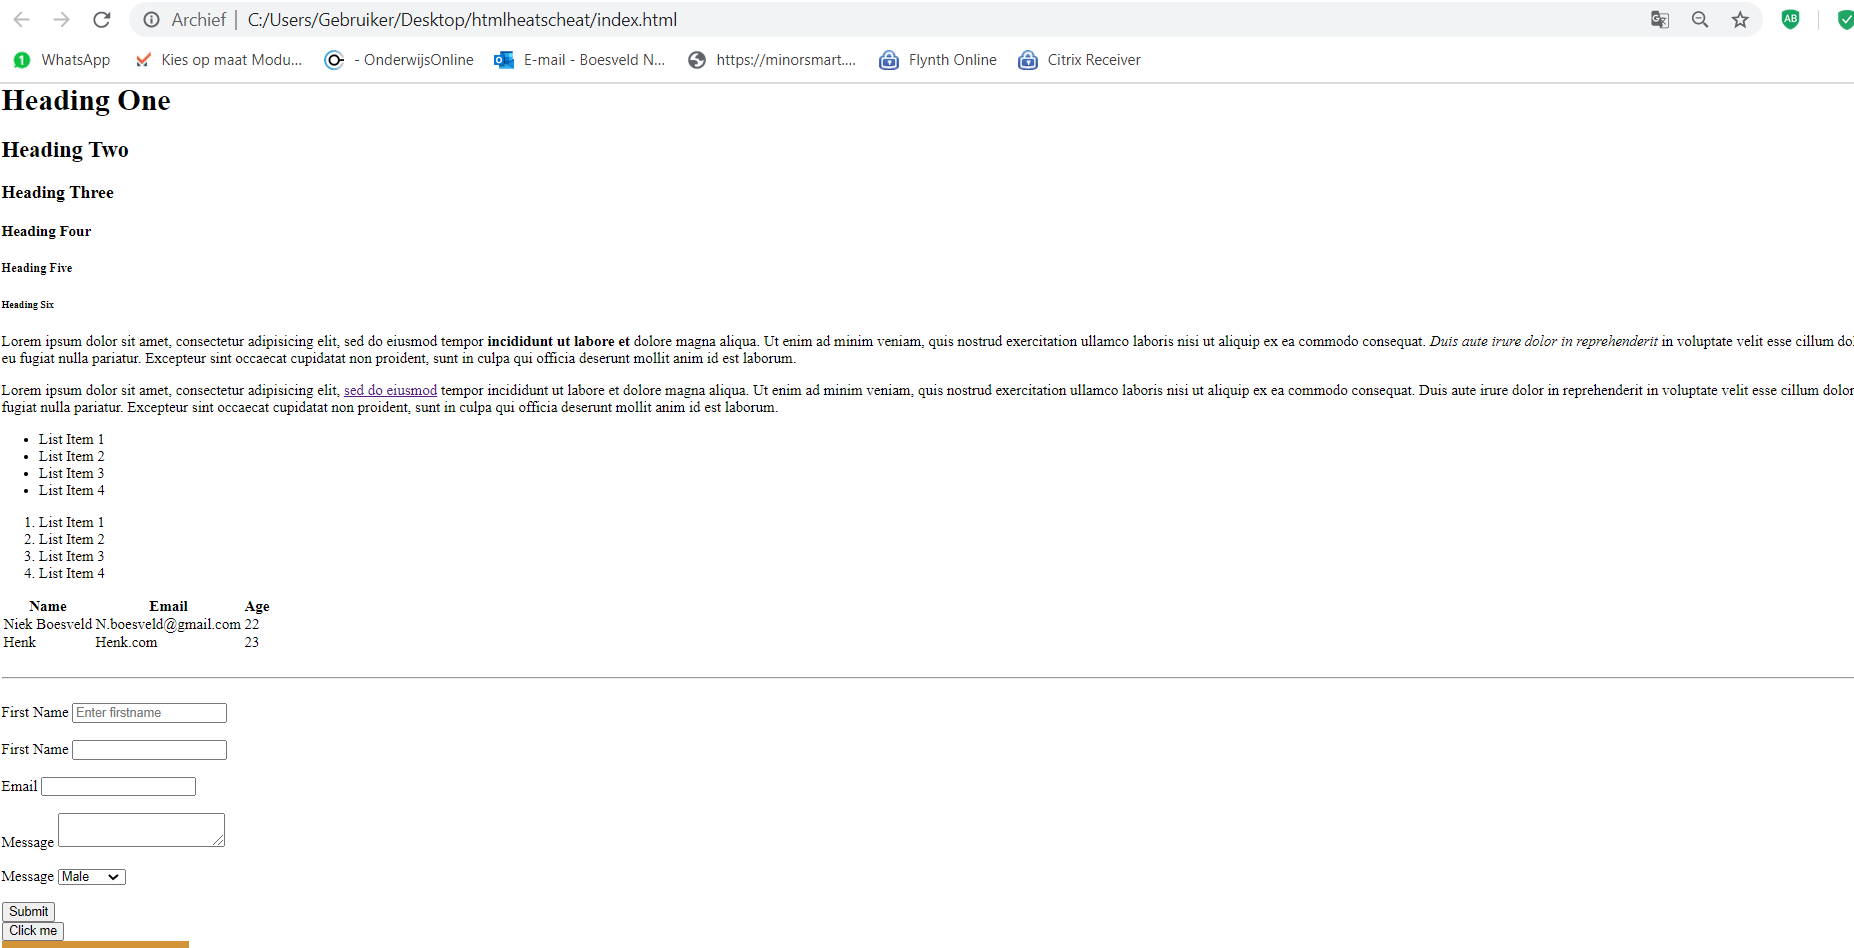 Archief | C:/Users/Gebruiker/Desktop/htmlheatscheat/index.html
AB
1 WhatsApp Kies op maat Modu... - OnderwijsOnline E-mail - Boesveld N... https://minorsmart.... Flynth Online Citrix Receiver
Heading One
Heading Two
Heading Three
Heading Four
Heading Five
Heading Six
Lorem ipsum dolor sit amet, consectetur adipisicing elit, sed do eiusmod tempor incididunt ut labore et dolore magna aliqua. Ut enim ad minim veniam, quis nostrud exercitation ullamco laboris nisi ut aliquip ex ea commodo consequat. Duis aute irure dolor in reprehenderit in voluptate velit esse cillum do
eu fugiat nulla pariatur. Excepteur sint occaecat cupidatat non proident, sunt in culpa qui officia deserunt mollit anim id est laborum.
Lorem ipsum dolor sit amet, consectetur adipisicing elit, sed do eiusmod tempor incididunt ut labore et dolore magna aliqua. Ut enim ad minim veniam, quis nostrud exercitation ullamco laboris nisi ut aliquip ex ea commodo consequat. Duis aute irure dolor in reprehenderit in voluptate velit esse cillum dolor
fugiat nulla pariatur. Excepteur sint occaecat cupidatat non proident, sunt in culpa qui officia deserunt mollit anim id est laborum.
• List Item 1
• List Item 2
• List Item 3
• List Item 4
1. List Item 1
2. List Item 2
3. List Item 3
4. List Item 4
Name Email Age
Niek Boesveld N.boesveld@gmail.com 22
Henk Henk.com 23
First Name Enter firstname
First Name
Email
Message
Message Male
Submit
Click me